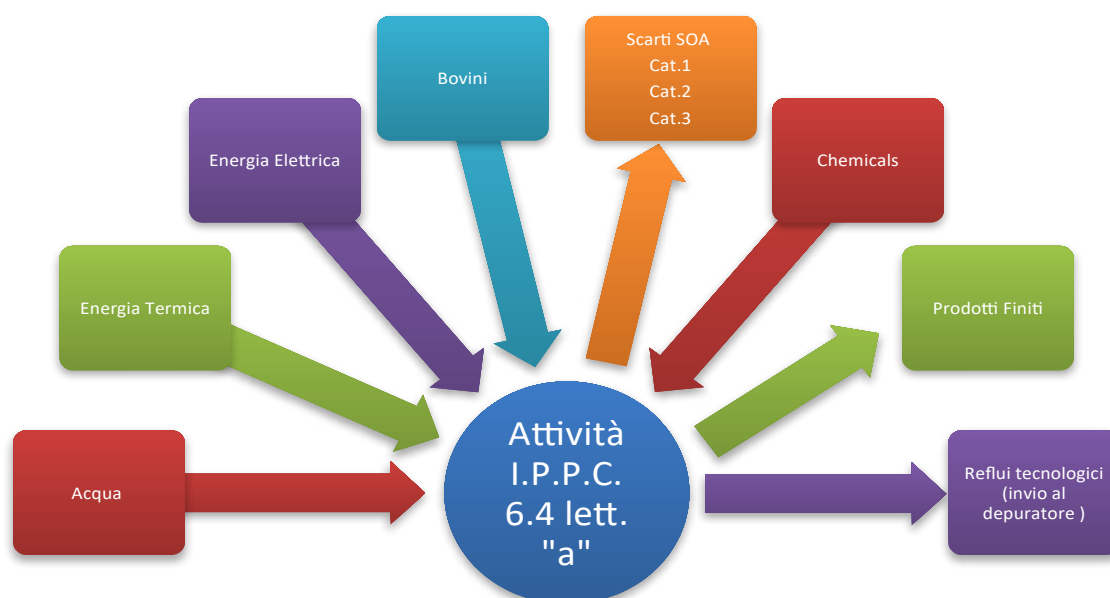 Scarti SOA
Cat.1
Cat.2
Cat.3
Bovini
Energia Elettrica
Chemicals
Energia Termica
Prodotti Finiti
Acqua
Attività
I.P.P.C.
6.4 lett.
"a"
Reflui tecnologici
(invio al
depuratore )